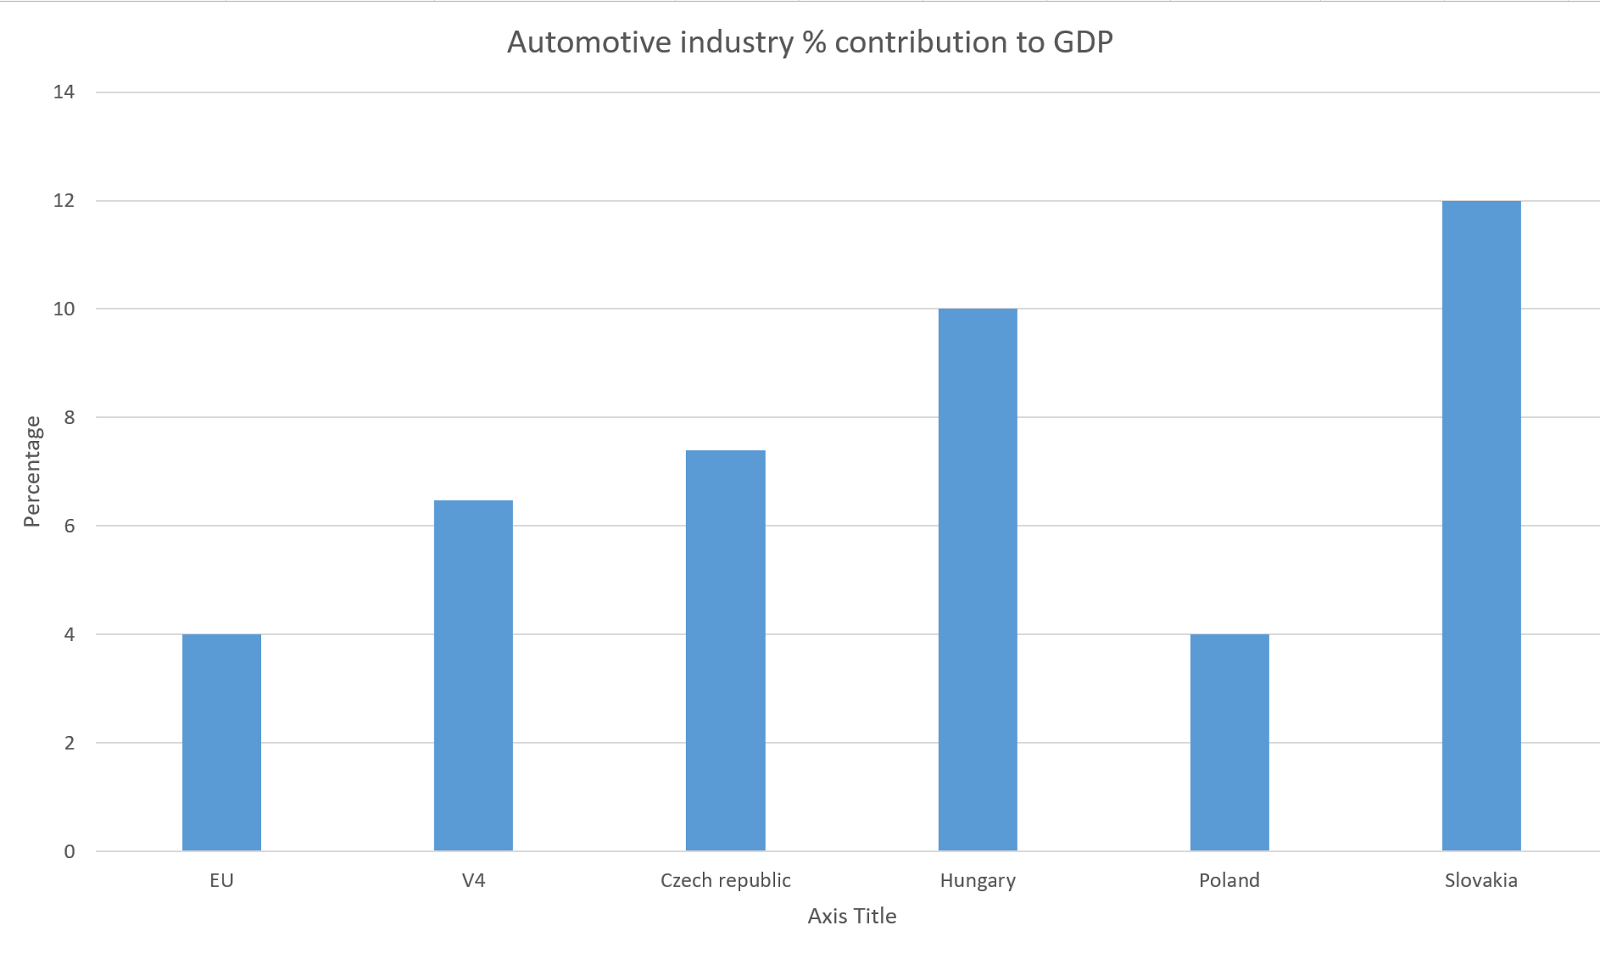 Automotive industry % contribution to GDP
14
12
10
8
6
4
2
0
Percentage
EU
V4
Czech republic
Hungary
Poland
Slovakia
Axis Title